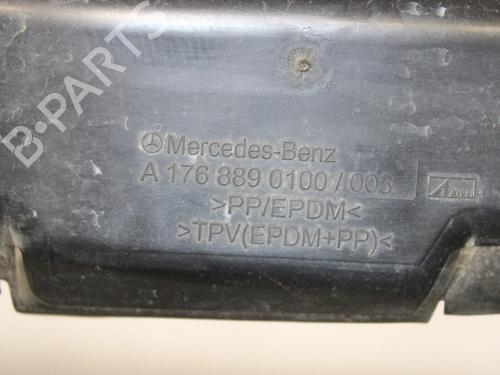 B-PARTS
Mercedes-Benz
A 176 889 0100 / 003
>PP/EPDM<
>TPV(EPDM+PP)<